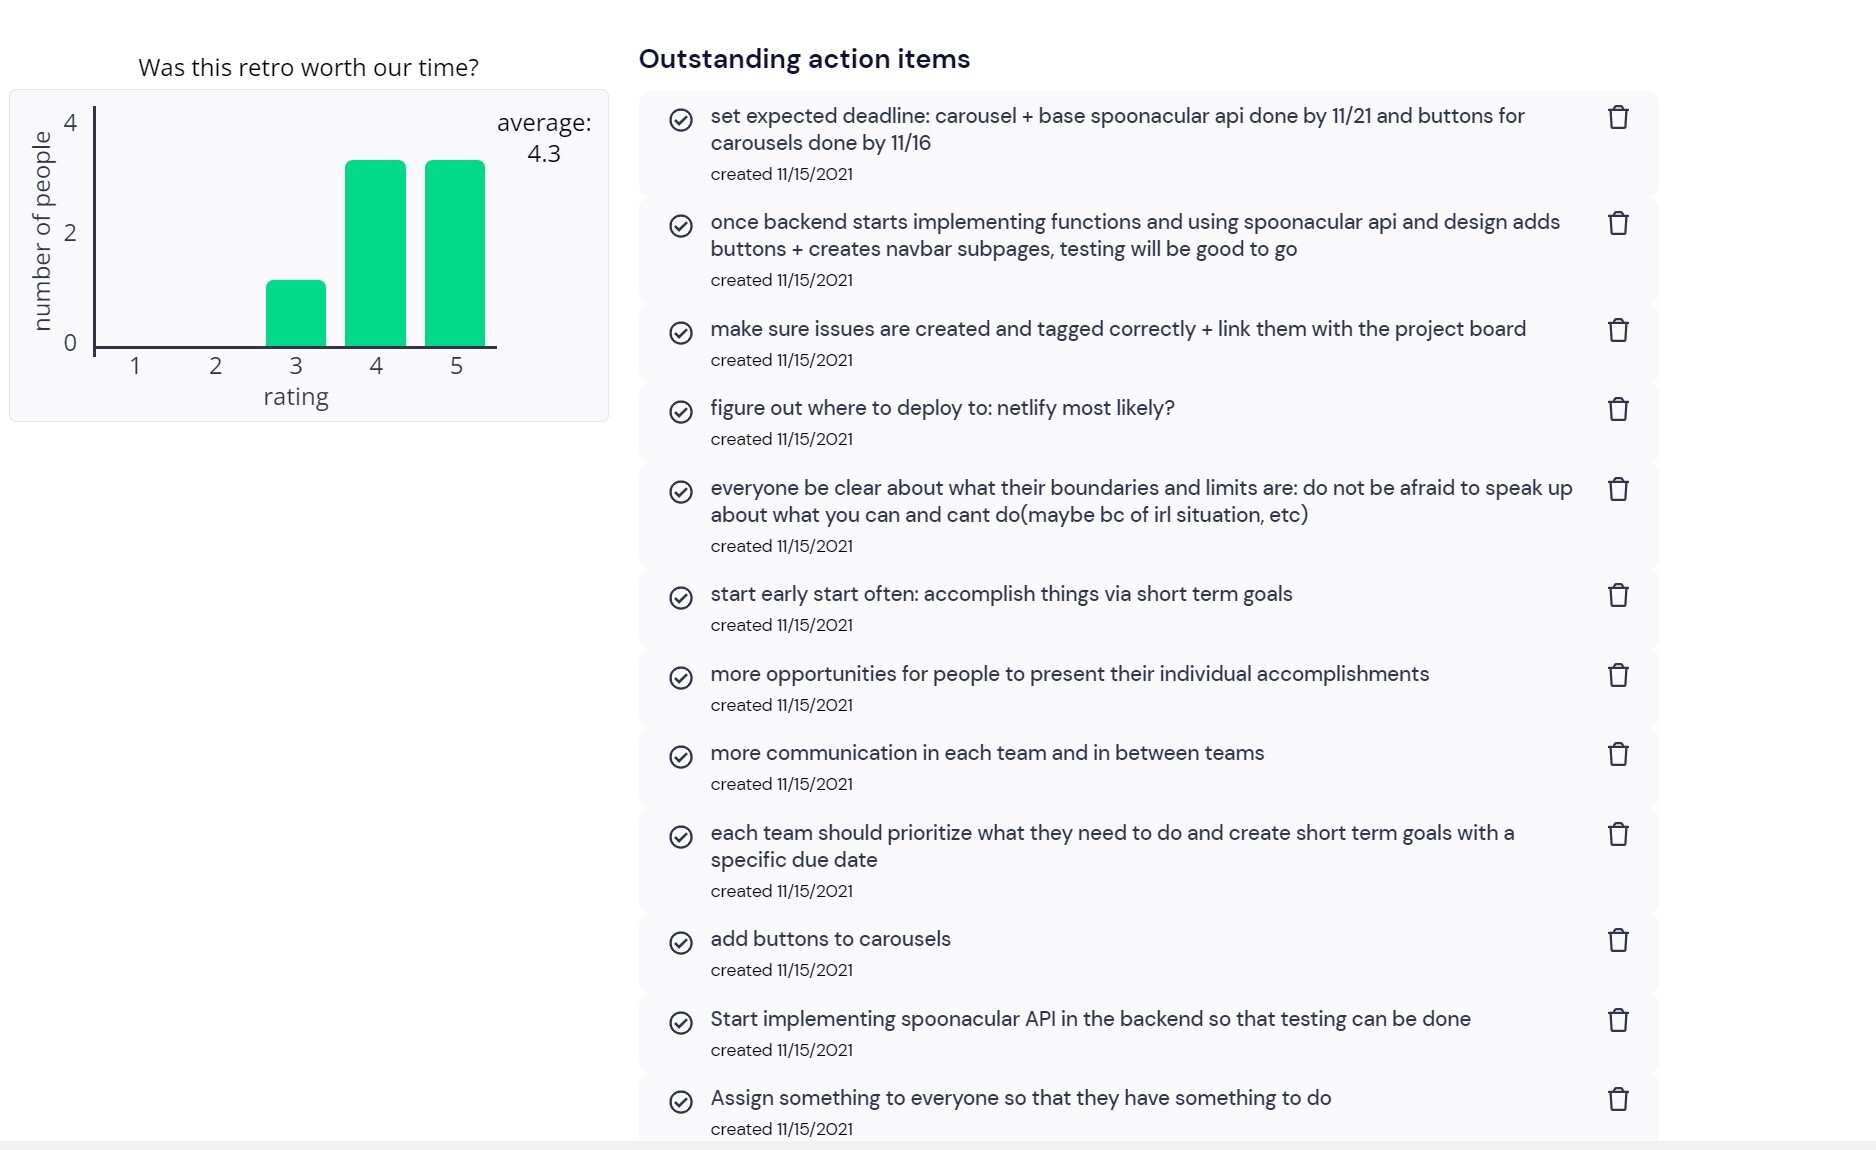 Was this retro worth our time?
number of people
4
2
0
1 2 3 4 5
rating
average:
4.3
Outstanding action items
set expected deadline: carousel + base spoonacular api done by 11/21 and buttons for
carousels done by 11/16
created 11/15/2021
once backend starts implementing functions and using spoonacular api and design adds
buttons + creates navbar subpages, testing will be good to go
created 11/15/2021
make sure issues are created and tagged correctly + link them with the project board
created 11/15/2021
figure out where to deploy to: netlify most likely?
created 11/15/2021
everyone be clear about what their boundaries and limits are: do not be afraid to speak up
about what you can and cant do(maybe bc of irl situation, etc)
created 11/15/2021
start early start often: accomplish things via short term goals
created 11/15/2021
more opportunities for people to present their individual accomplishments
created 11/15/2021
more communication in each team and in between teams
created 11/15/2021
each team should prioritize what they need to do and create short term goals with a
specific due date
created 11/15/2021
add buttons to carousels
created 11/15/2021
Start implementing spoonacular API in the backend so that testing can be done
created 11/15/2021
Assign something to everyone so that they have something to do
created 11/15/2021